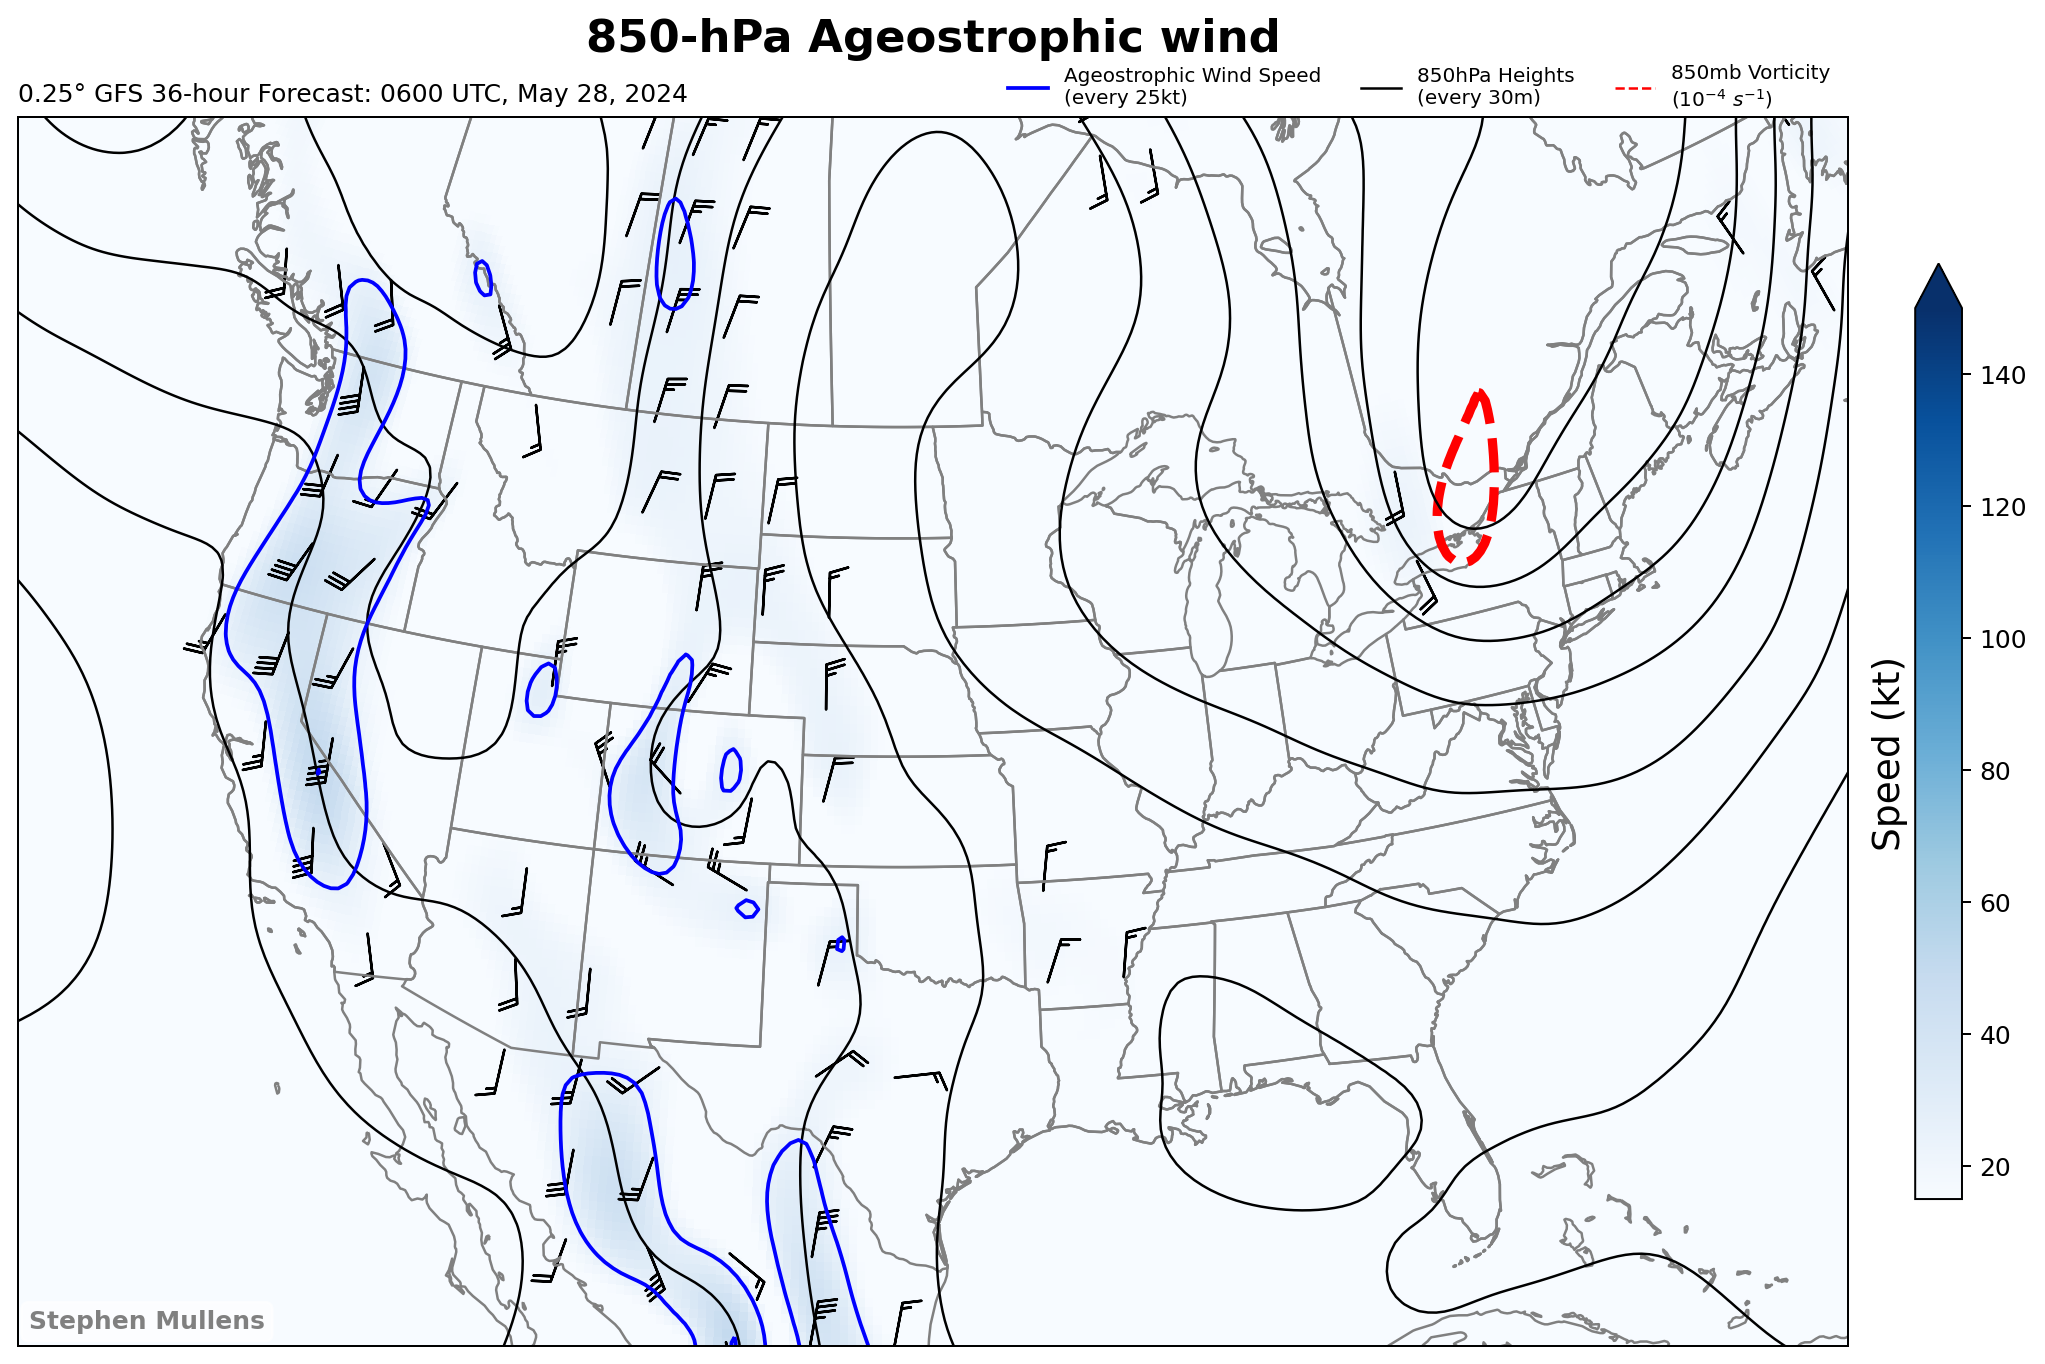 850-hPa Ageostrophic wind
0.25° GFS 36-hour Forecast: 0600 UTC, May 28, 2024
Ageostrophic Wind Speed
(every 25kt)
850hPa Heights
(every 30m)
850mb Vorticity
(10⁻⁴ s⁻¹)
140
120
100
80
60
40
20
Speed (kt)
Stephen Mullens